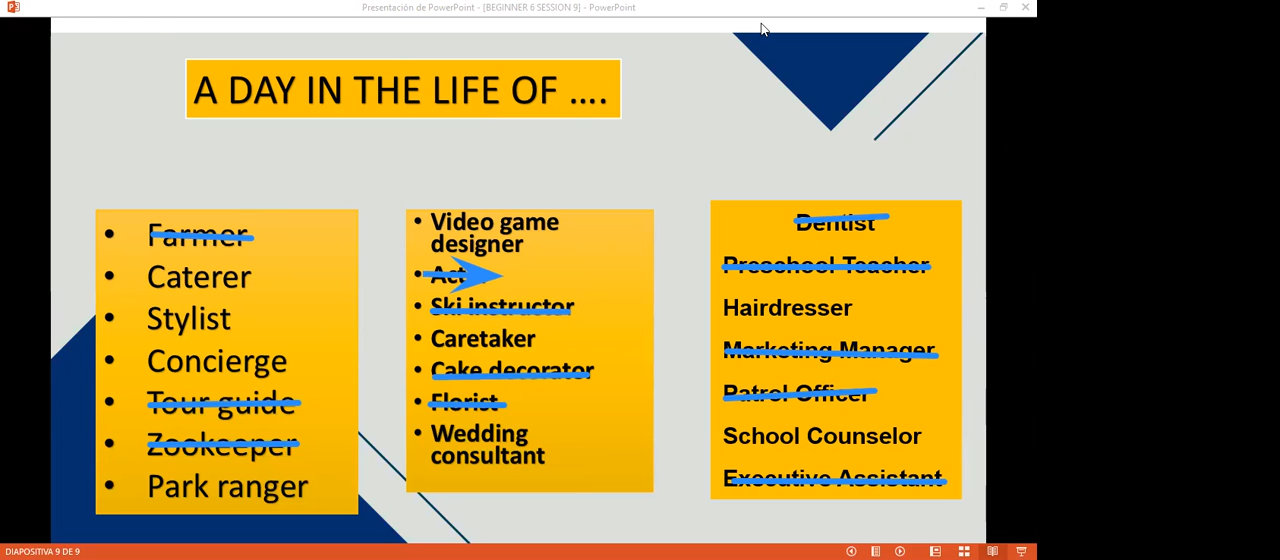 Presentación de PowerPoint - [BEGINNER 6 SESSION 9] - PowerPoint
A DAY IN THE LIFE OF ....
• Farmer
• Caterer
• Stylist
• Concierge
• Tour guide
• Zookeeper
• Park ranger
• Video game
designer
•
• Ski instructor
• Caretaker
• Cake decorator
• Florist
• Wedding
consultant
Dentist
Preschool Teacher
Hairdresser
Marketing Manager
Patrol Officer
School Counselor
Executive Assistant
DIAPOSITIVA 9 DE 9